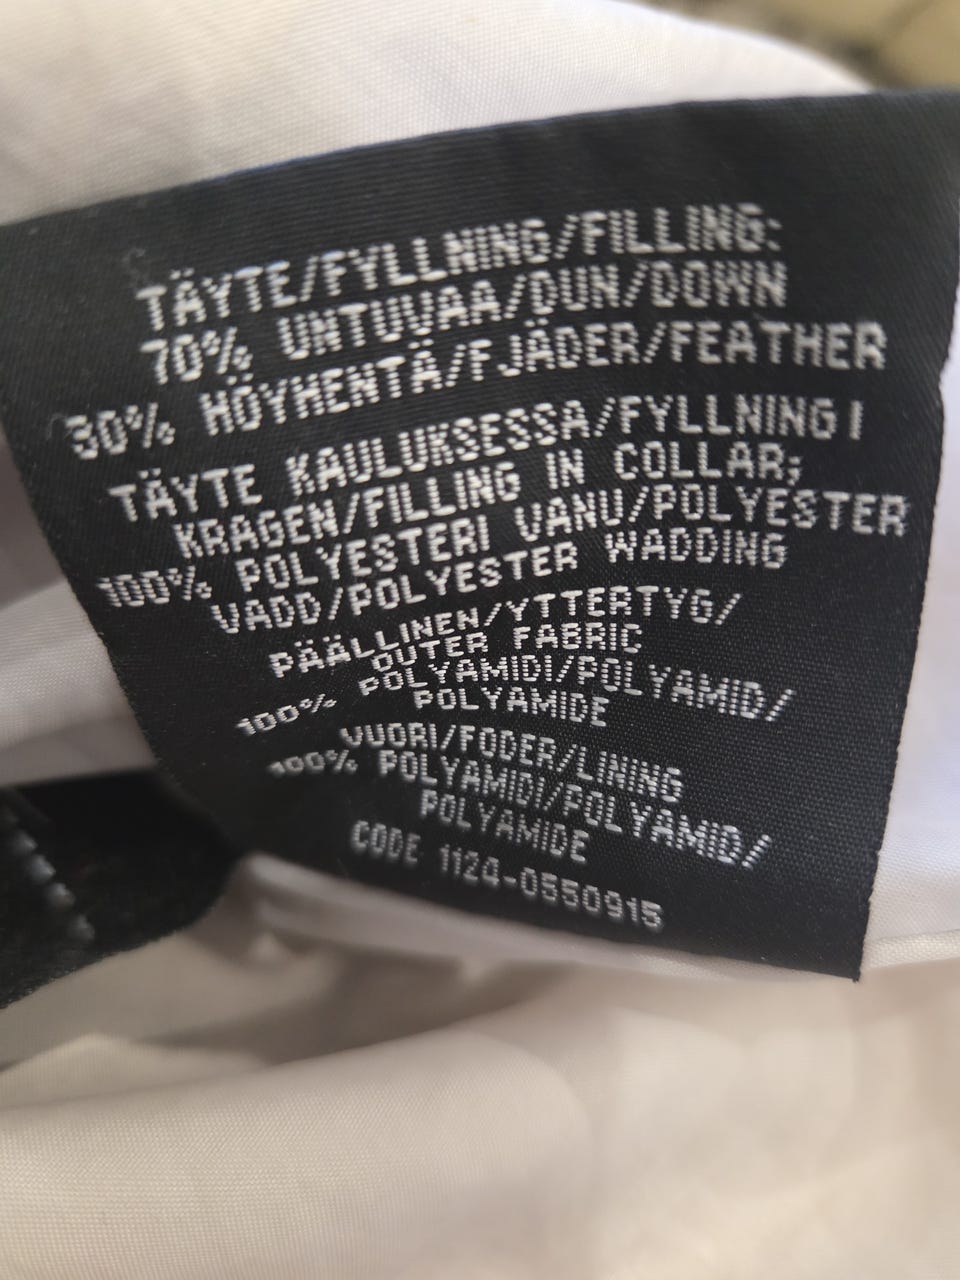 TÄYTE/FYLLNING/FILLING:
70% UNTUVAA/DUN/DOWN
30% HÖYHENTÄ/FJÄDER/FEATHER
TÄYTE KAULUKSESSA/FYLLNING I
KRAGEN/FILLING IN COLLAR;
100% POLYESTERI VANU/POLYESTER
VADD/POLYESTER WADDING
PÄÄLLINEN/YTTERTYG/
OUTER FABRIC
100% POLYAMIDI/POLYAMID/
POLYAMIDE
VUORI/FODER/LINING
100% POLYAMIDI/POLYAMID/
POLYAMIDE
CODE 1124-0550915